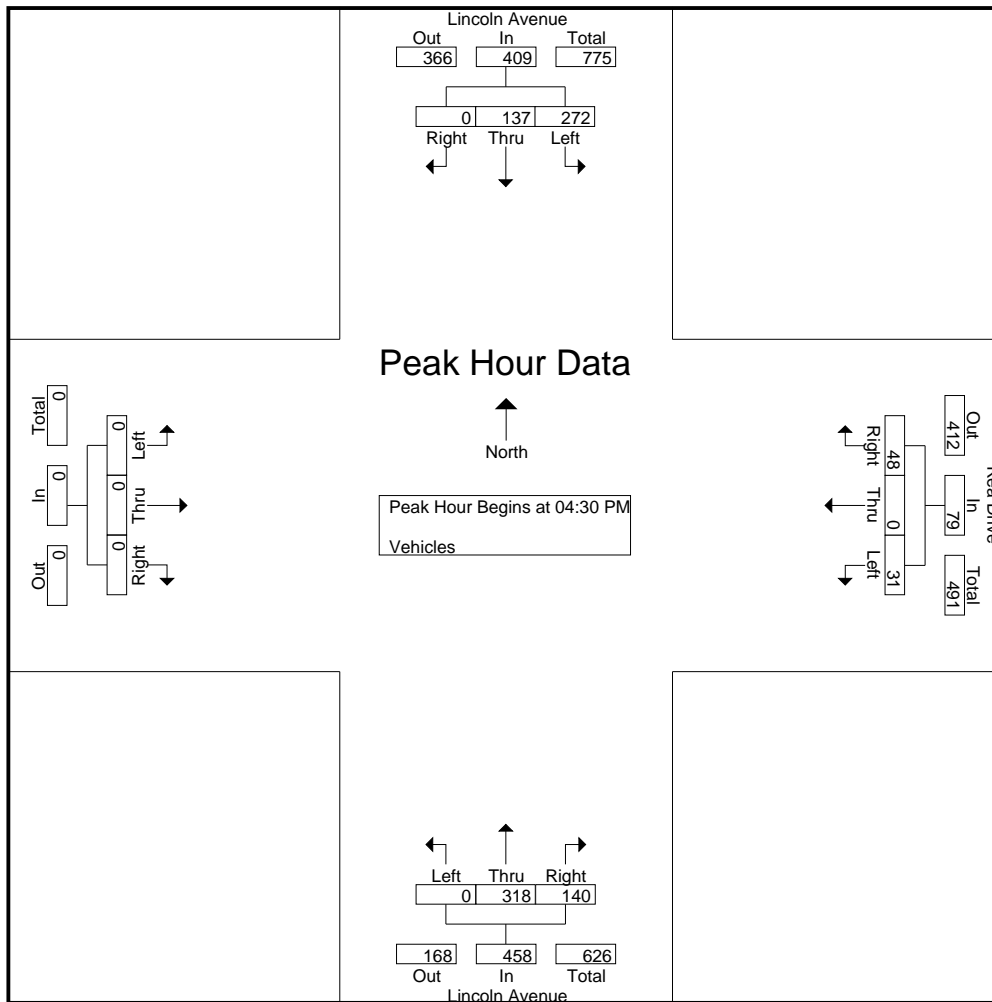 Lincoln Avenue
Out In Total
366 409 775
0 137 272
Right Thru Left
Peak Hour Data
North
Peak Hour Begins at 04:30 PM
Vehicles
Total In Out
0 0 0
0 0 0
Left Thru Right
Right Thru Left
48 0 31
412 79 491
Out In Total
Left Thru Right
0 318 140
168 458 626
Out In Total
Lincoln Avenue